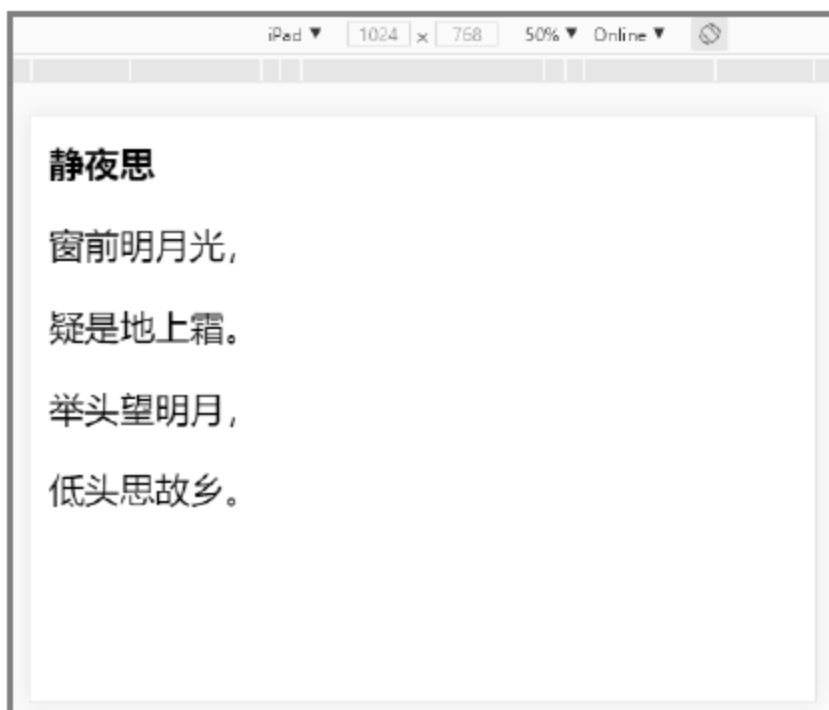 iPad ▼ 1024 × 768 50% ▼ Online ▼
静夜思
窗前明月光,
疑是地上霜。
举头望明月,
低头思故乡。